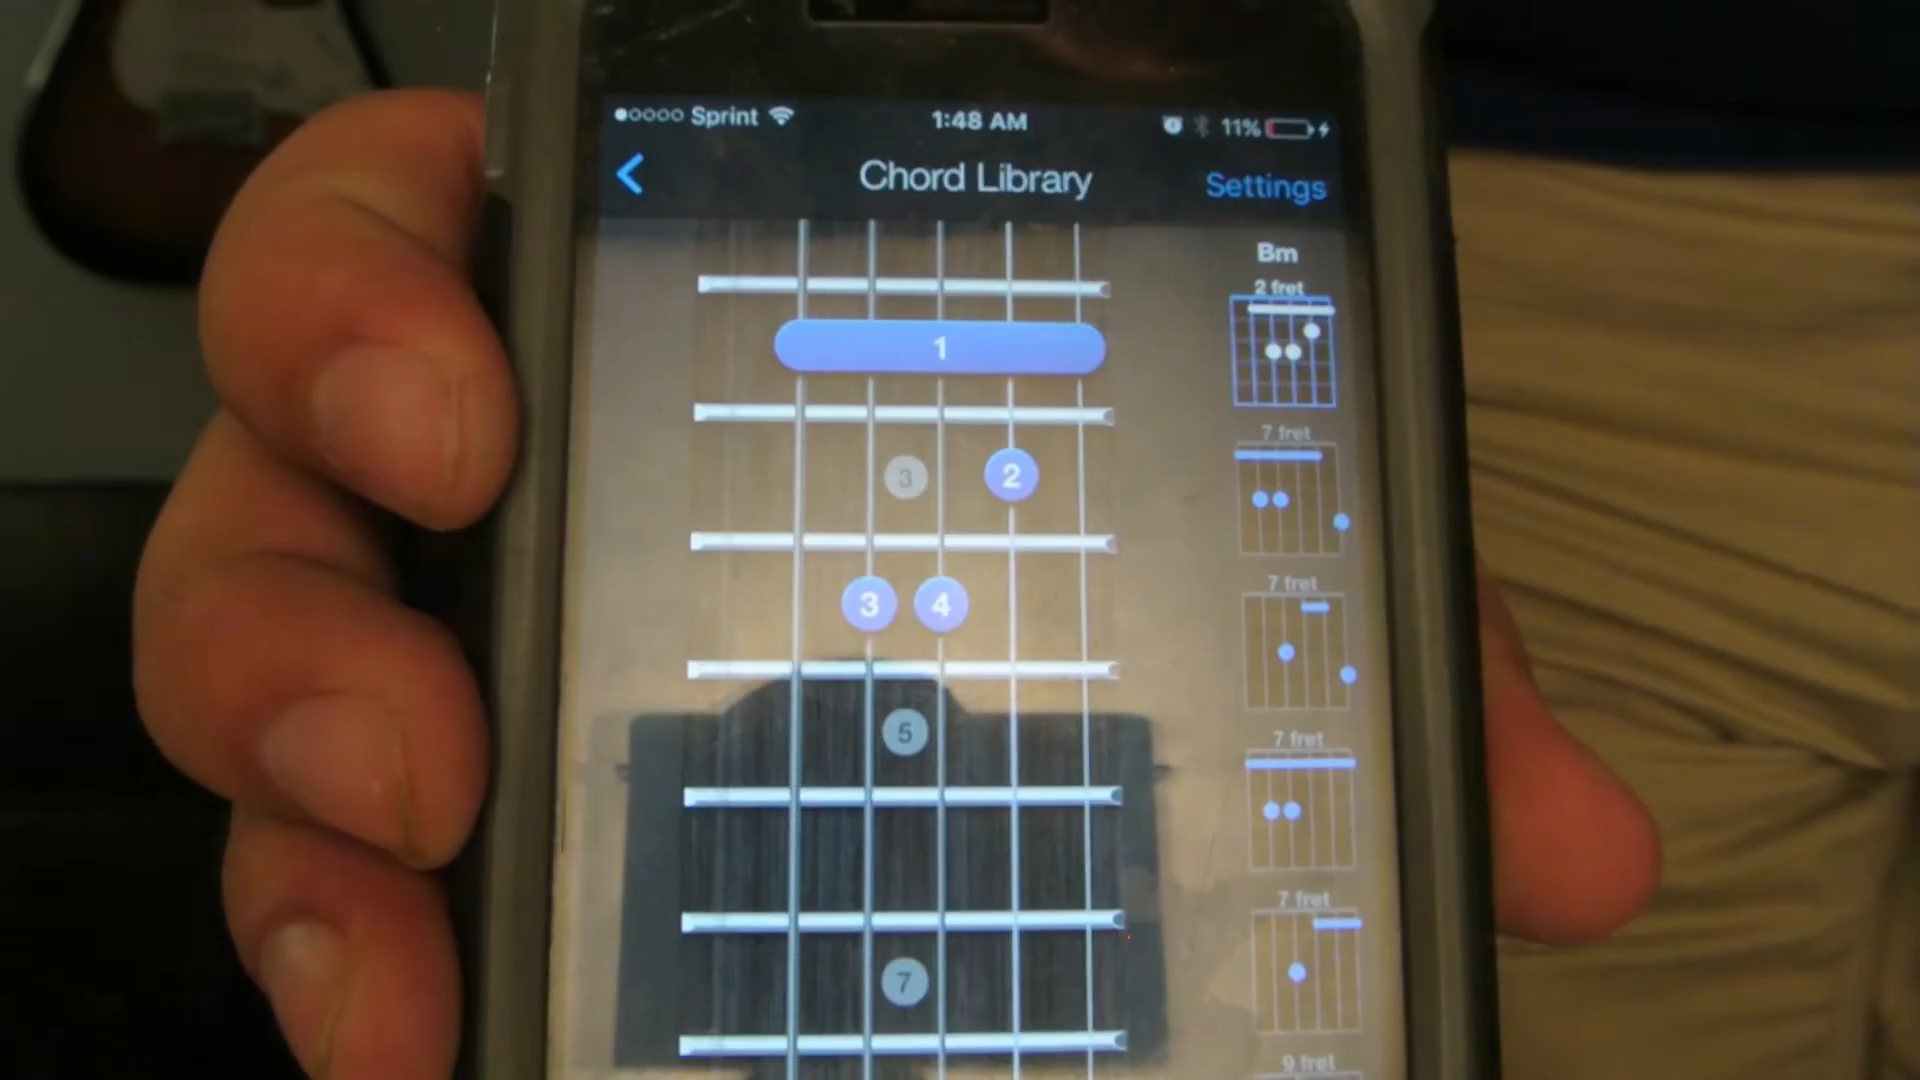 Sprint 1:48 AM 11%
Chord Library Settings
Bm
2 fret
1
7 fret
3 2
7 fret
3 4
5
7 fret
7 fret
7
9 fret